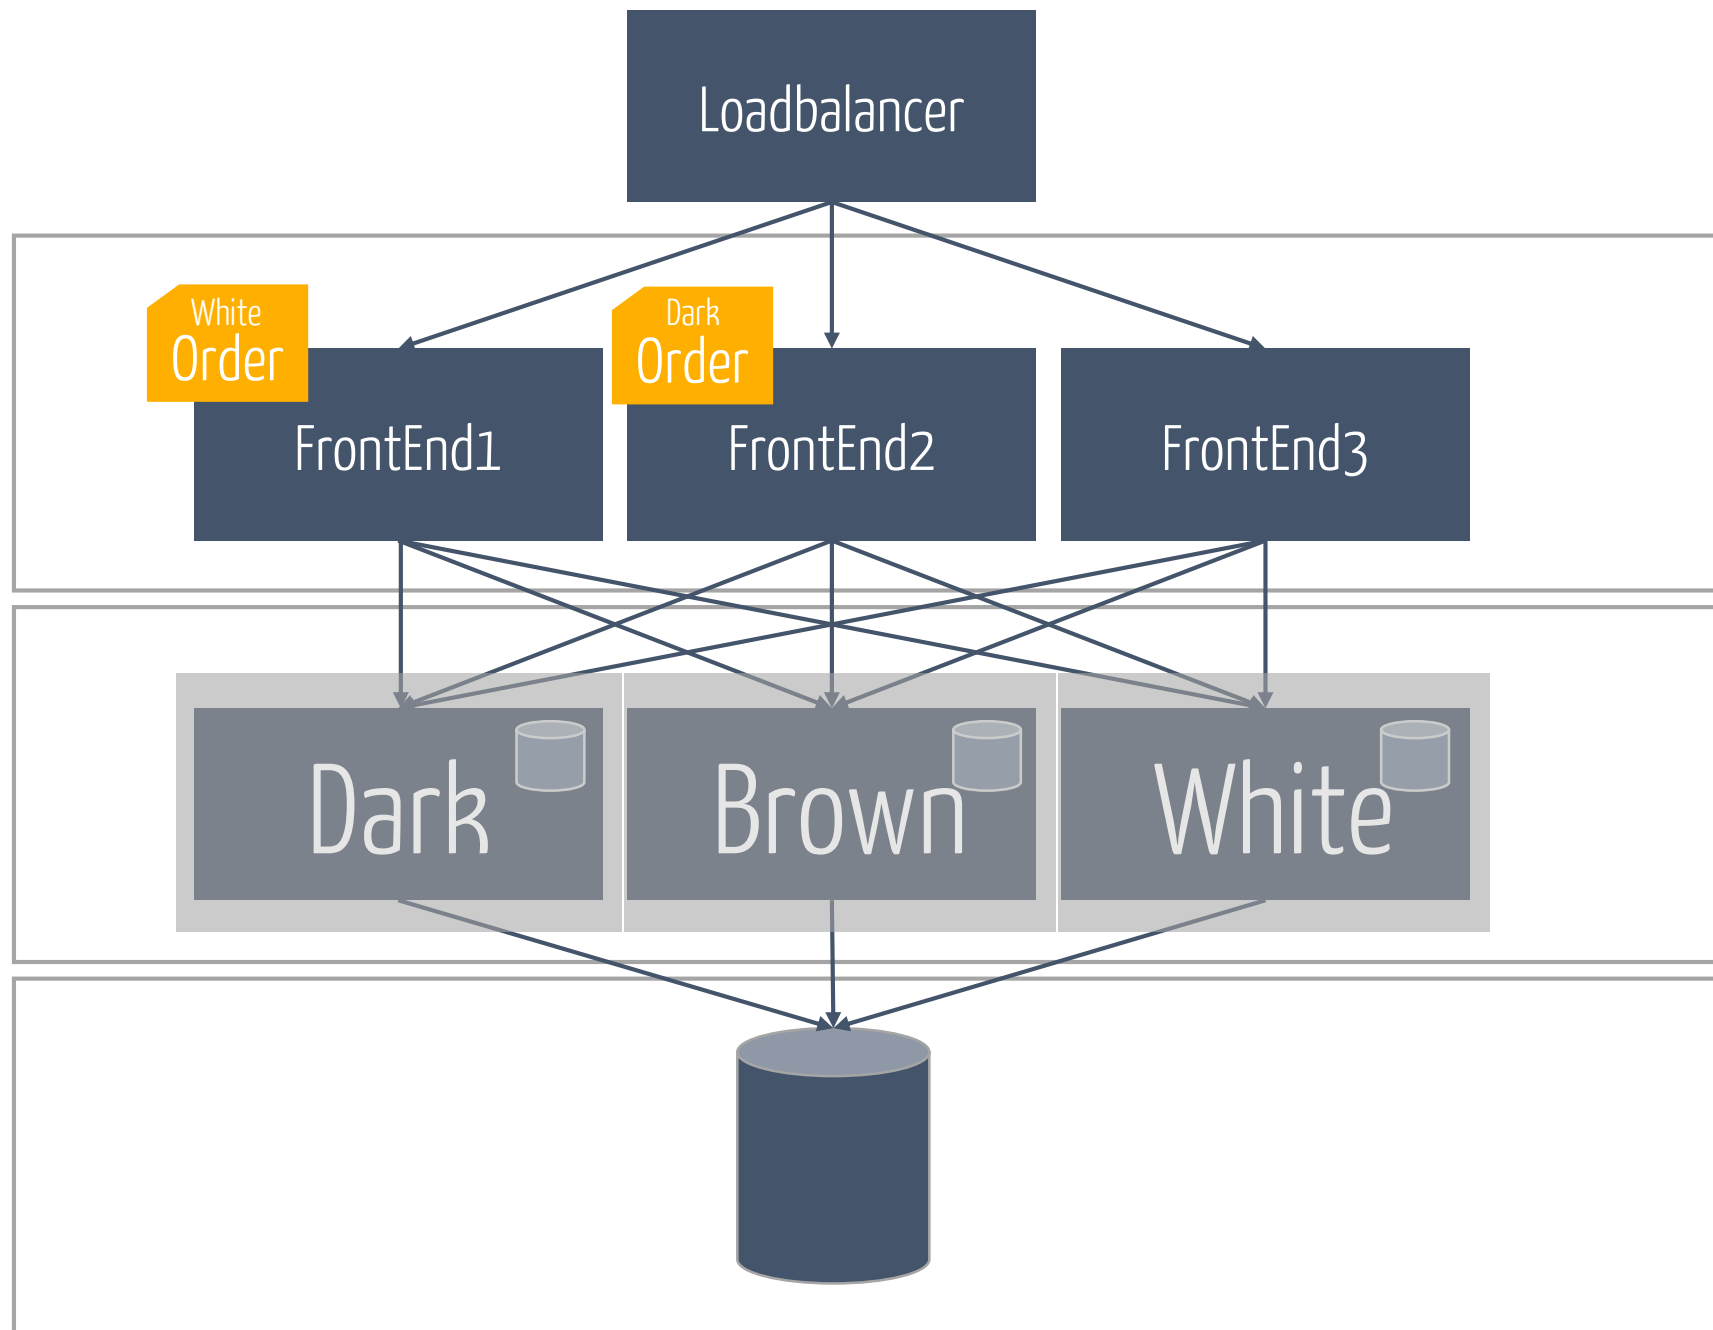 Loadbalancer
White
Order
Dark
Order
FrontEnd1
FrontEnd2
FrontEnd3
Dark
Brown
White